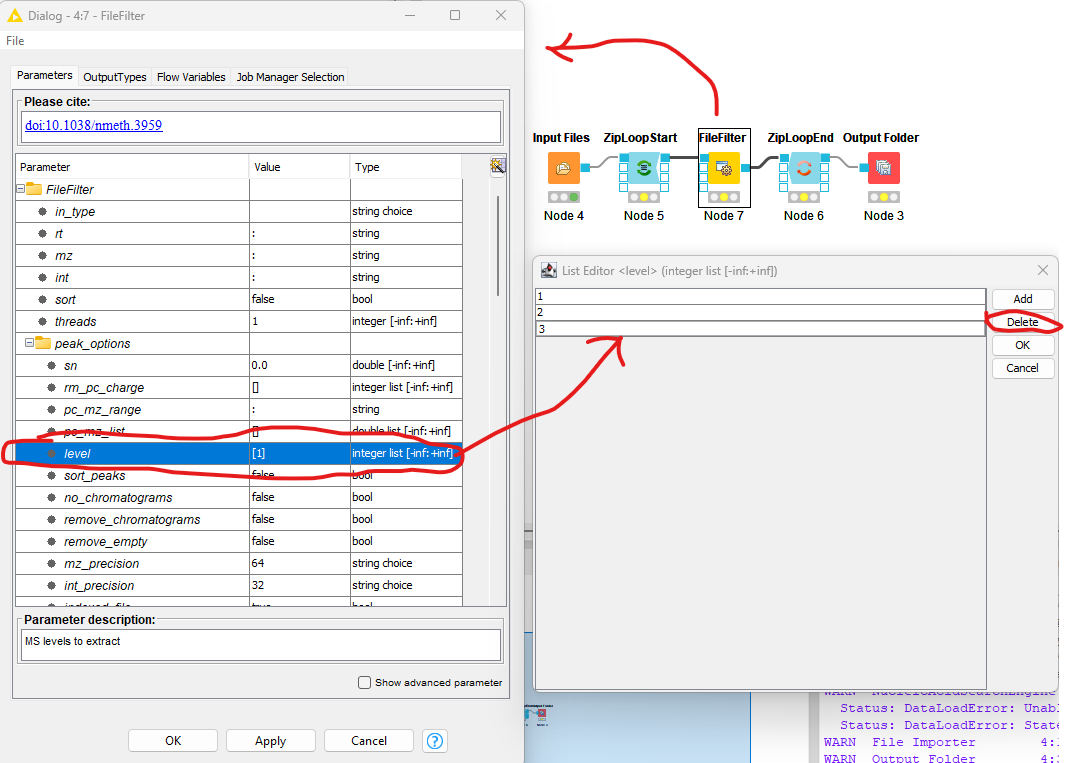 Dialog - 4:7 - FileFilter
File
Parameters OutputTypes Flow Variables Job Manager Selection
Please cite:
doi:10.1038/nmeth.3959
Parameter Value Type
FileFilter
in_type string choice
rt : string
mz : string
int : string
sort false bool
threads 1 integer [-inf:+inf]
peak_options
sn 0.0 double [-inf:+inf]
rm_pc_charge [] integer list [-inf:+inf]
pc_mz_range : string
pc_mz_list [] double list [-inf:+inf]
level [1] integer list [-inf:+inf]
sort_peaks false bool
no_chromatograms false bool
remove_chromatograms false bool
remove_empty false bool
mz_precision 64 string choice
int_precision 32 string choice
indexed_file true bool
Parameter description:
MS levels to extract
Show advanced parameter
OK Apply Cancel ?
Input Files ZipLoopStart FileFilter ZipLoopEnd Output Folder
Node 4 Node 5 Node 7 Node 6 Node 3
List Editor <level> (integer list [-inf:+inf])
1
2
3
Add
Delete
OK
Cancel
WARN NucleicAcidSearchEngine
Status: DataLoadError: Unabl
Status: DataLoadError: State
WARN File Importer 4:
WARN Output Folder 4: